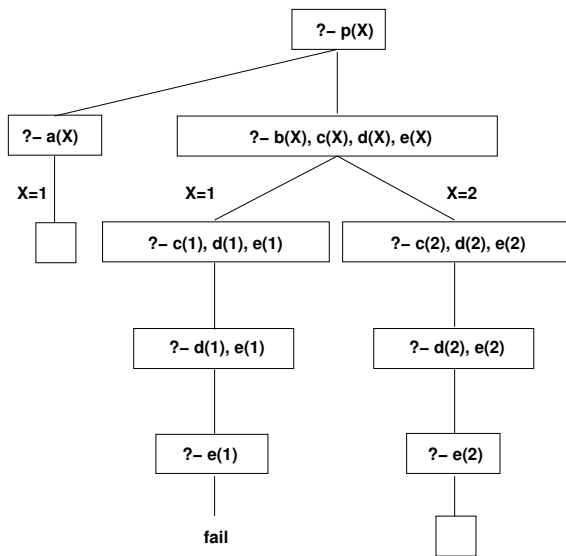 ?– p(X)
?– a(X)
?– b(X), c(X), d(X), e(X)
X=1
X=1
X=2
?– c(1), d(1), e(1)
?– c(2), d(2), e(2)
?– d(1), e(1)
?– d(2), e(2)
?– e(1)
?– e(2)
fail